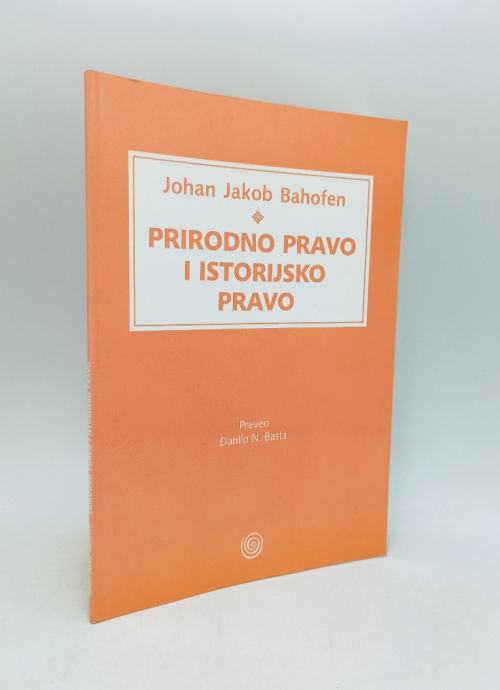 Johan Jakob Bahofen
PRIRODNO PRAVO
I ISTORIJSKO
PRAVO
Preveo
Danilo N. Basta